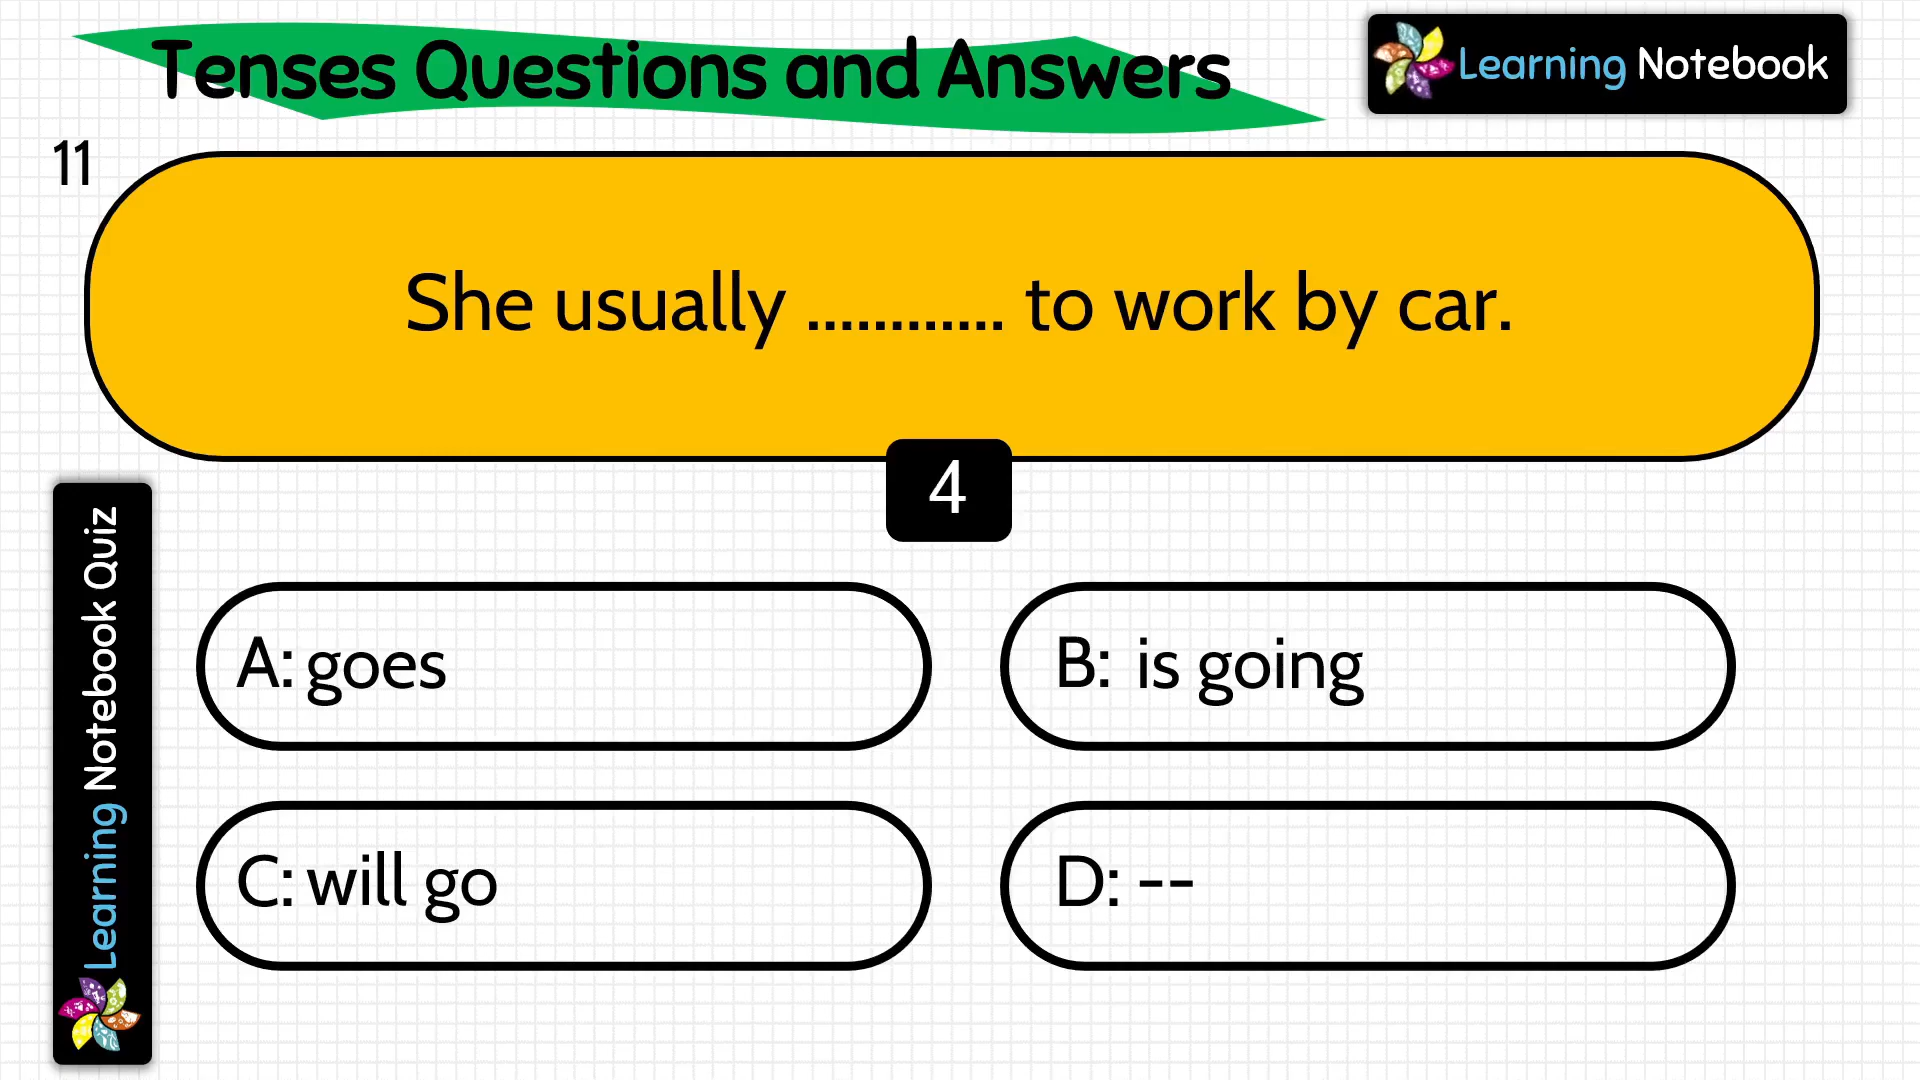 Tenses Questions and Answers
Learning Notebook
11
She usually ............ to work by car.
4
A: goes
B: is going
C: will go
D: --
Learning Notebook Quiz